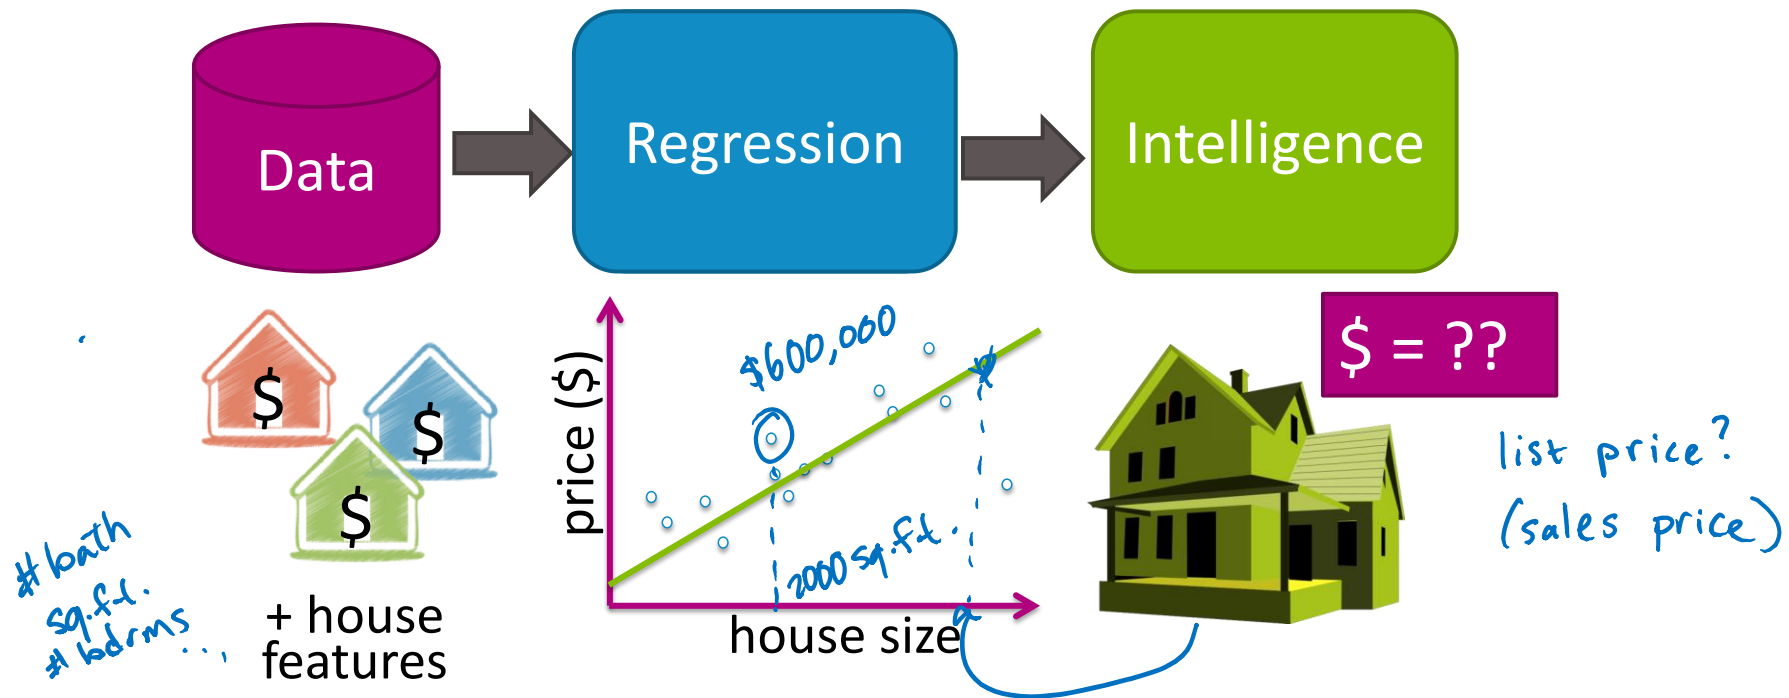 Data
Regression
Intelligence
$
$
$
#bath
sq.ft.
#bdrms ...
+ house
features
price ($)
$600,000
2000 sq.ft.
house size
$ = ??
list price?
(sales price)